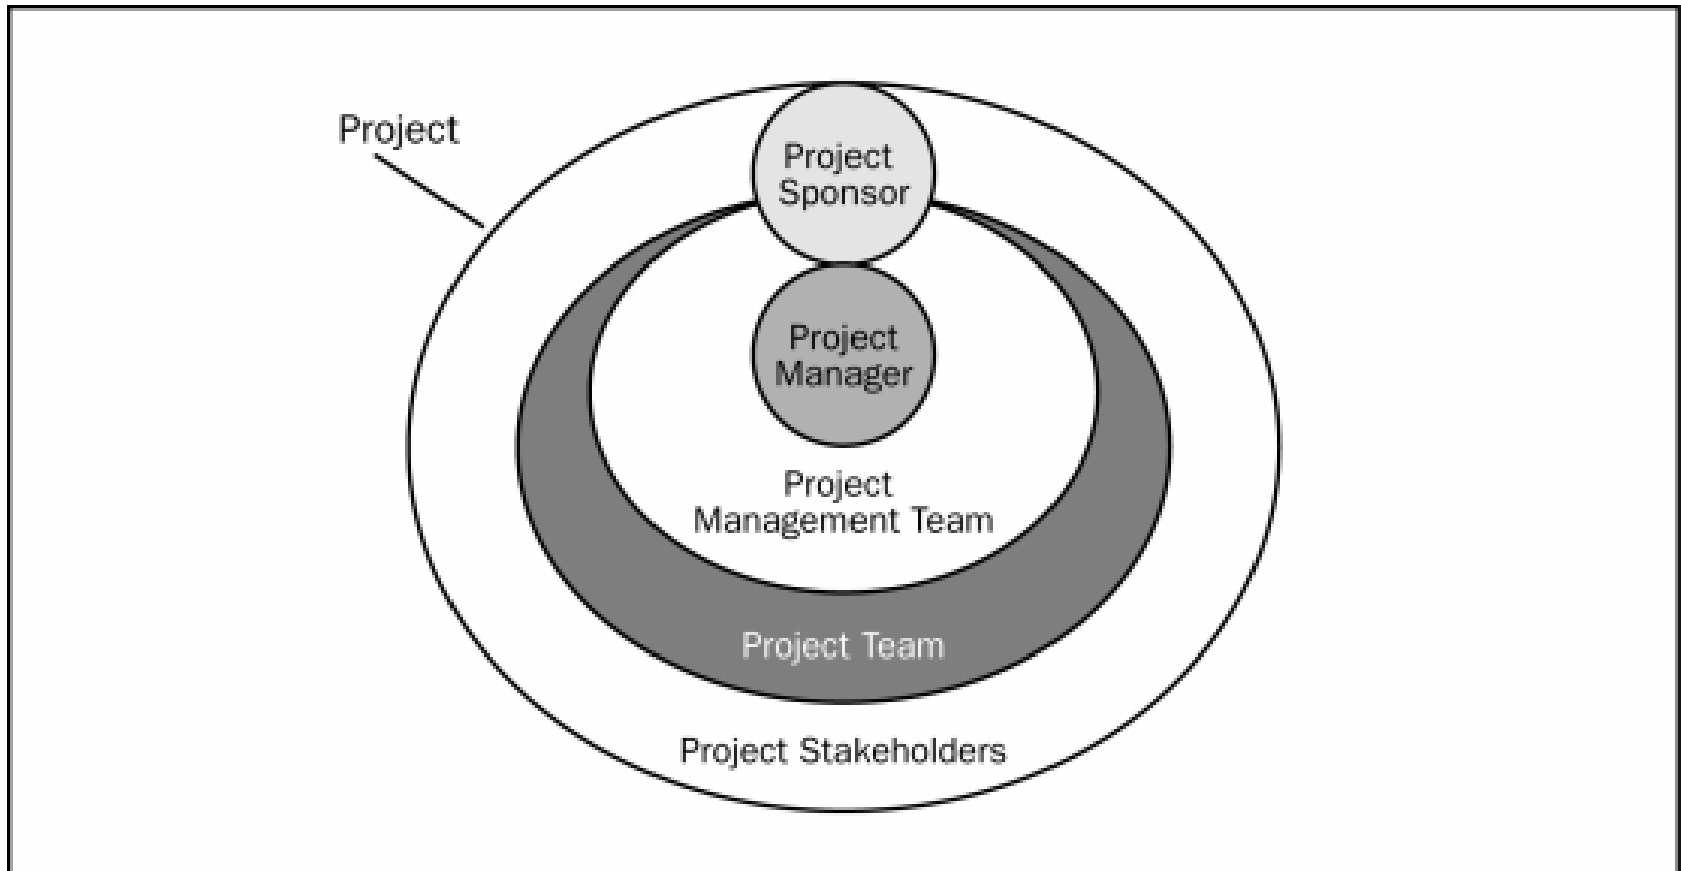 Project
Project
Sponsor
Project
Manager
Project
Management Team
Project Team
Project Stakeholders